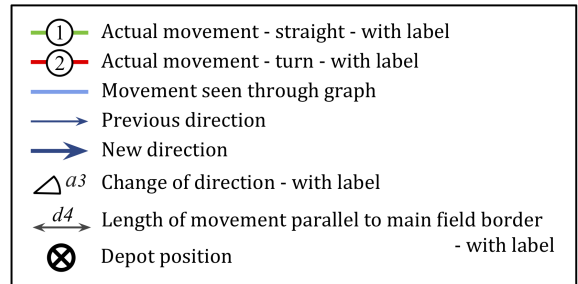 1 Actual movement - straight - with label
2 Actual movement - turn - with label
Movement seen through graph
Previous direction
New direction
a3 Change of direction - with label
d4 Length of movement parallel to main field border
- with label
Depot position